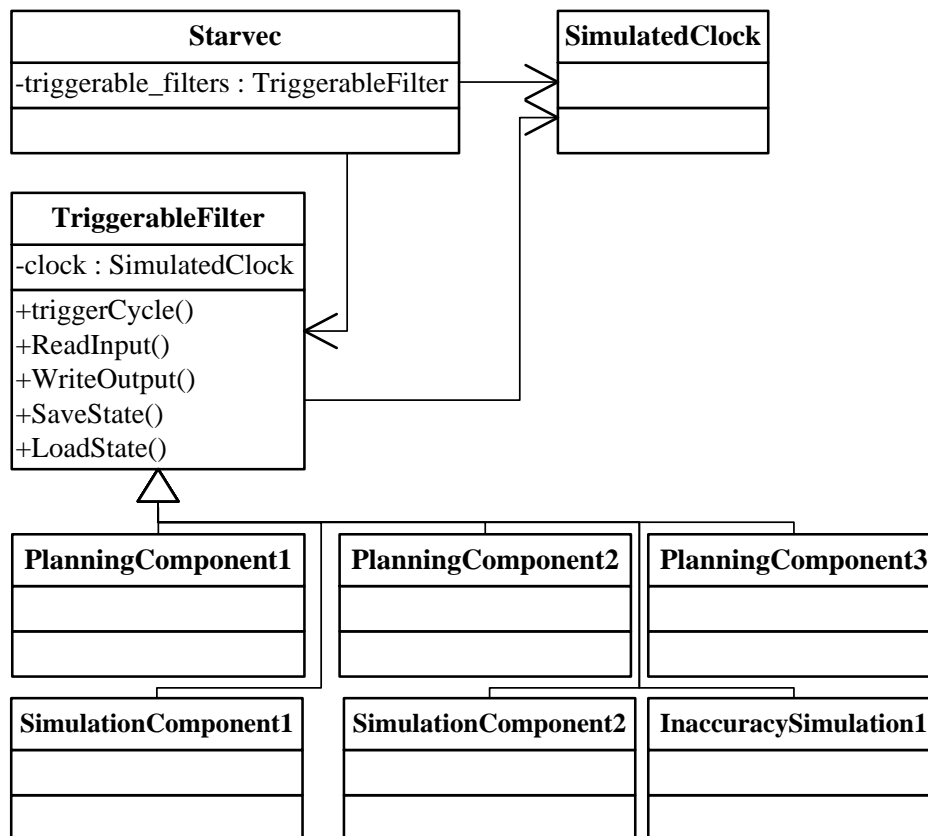 Starvec
-triggerable_filters : TriggerableFilter
SimulatedClock
TriggerableFilter
-clock : SimulatedClock
+triggerCycle()
+ReadInput()
+WriteOutput()
+SaveState()
+LoadState()
PlanningComponent1
PlanningComponent2
PlanningComponent3
SimulationComponent1
SimulationComponent2
InaccuracySimulation1